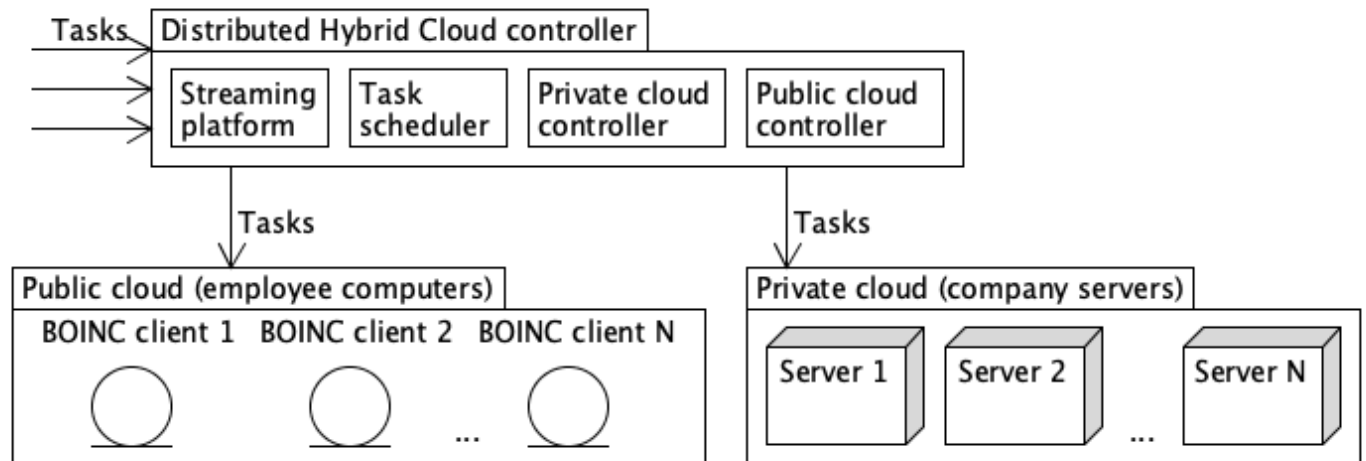 Tasks
Distributed Hybrid Cloud controller
Streaming
platform
Task
scheduler
Private cloud
controller
Public cloud
controller
Tasks
Tasks
Public cloud (employee computers)
BOINC client 1
BOINC client 2
BOINC client N
...
Private cloud (company servers)
Server 1
Server 2
...
Server N